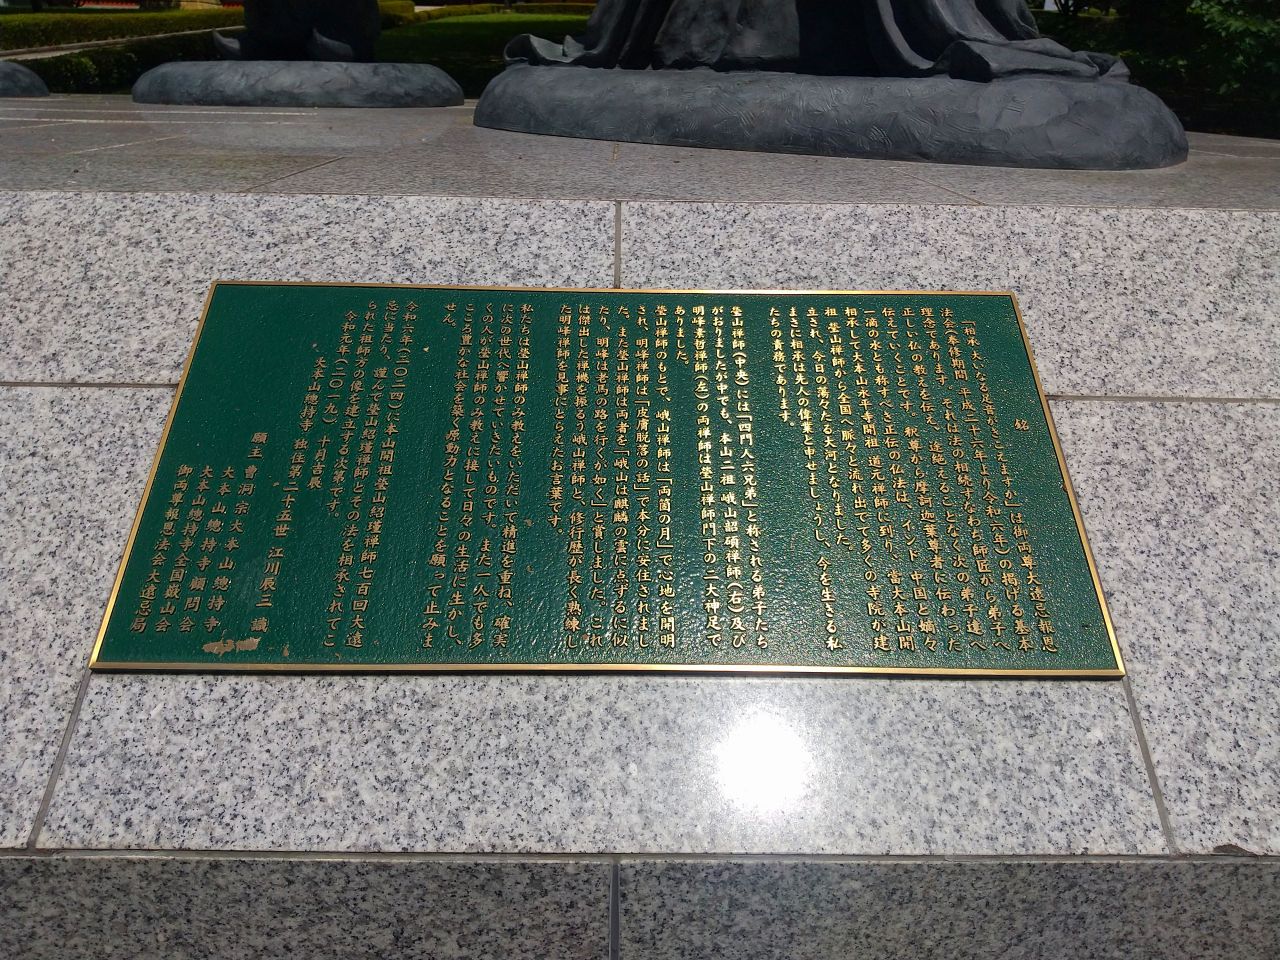 銘
「相承 大いなる足音がきこえますか」は御両尊大遠忌報恩
法会奉修期間（平成二十六年より令和六年）の掲げる基本
理念であります。それは法の相続すなわち師匠から弟子へ
正しい仏の教えを伝え、途絶えることなく次の弟子達へ
伝えていくことです。釈尊から摩訶迦葉尊者に伝わった
一滴の水とも称すべき正伝の仏法は、インド、中国と嫡々
相承して大本山永平寺開祖 道元禅師に到り、當大本山開
祖 瑩山禅師から全国へ脈々と流れ出でて多くの寺院が建
立され、今日の蕩々たる大河となりました。
まさに相承は先人の偉業と申せましょうし、今を生きる私
たちの責務であります。
瑩山禅師（中央）には「四門人六兄弟」と称される弟子たち
がおりましたが中でも、本山二祖 峨山韶碩禅師（右）及び
明峰素哲禅師（左）の両禅師は瑩山禅師門下の二大神足で
ありました。
瑩山禅師のもとで、峨山禅師は「両箇の月」で心地を開明
され、明峰禅師は「皮膚脱落の話」で本分に安住されまし
た。また瑩山禅師は両者を「峨山は麒麟の雲に点ずるに似
たり、明峰は老馬の路を行くが如く」と賞しました。これ
は傑出した禅機を振るう峨山禅師と、修行歴が長く熟練し
た明峰禅師を見事にとらえたお言葉です。
私たちは瑩山禅師のみ教えをいただいて精進を重ね、確実
に次の世代へ響かせていきたいものです。また一人でも多
くの人が瑩山禅師のみ教えに接して日々の生活に生かし、
こころ豊かな社会を築く原動力となることを願って止みま
せん。
令和六年（二〇二四）に本山開祖瑩山紹瑾禅師七百回大遠
忌に当たり、謹んで瑩山紹瑾禅師とその法を相承されてこ
られた祖師方の像を建立する次第です。
令和元年（二〇一九） 十月吉辰
大本山總持寺 独住第二十五世 江川辰三 識
願主 曹洞宗大本山總持寺
大本山總持寺顧問会
大本山總持寺全国嶽山会
御両尊報恩法会大遠忌局